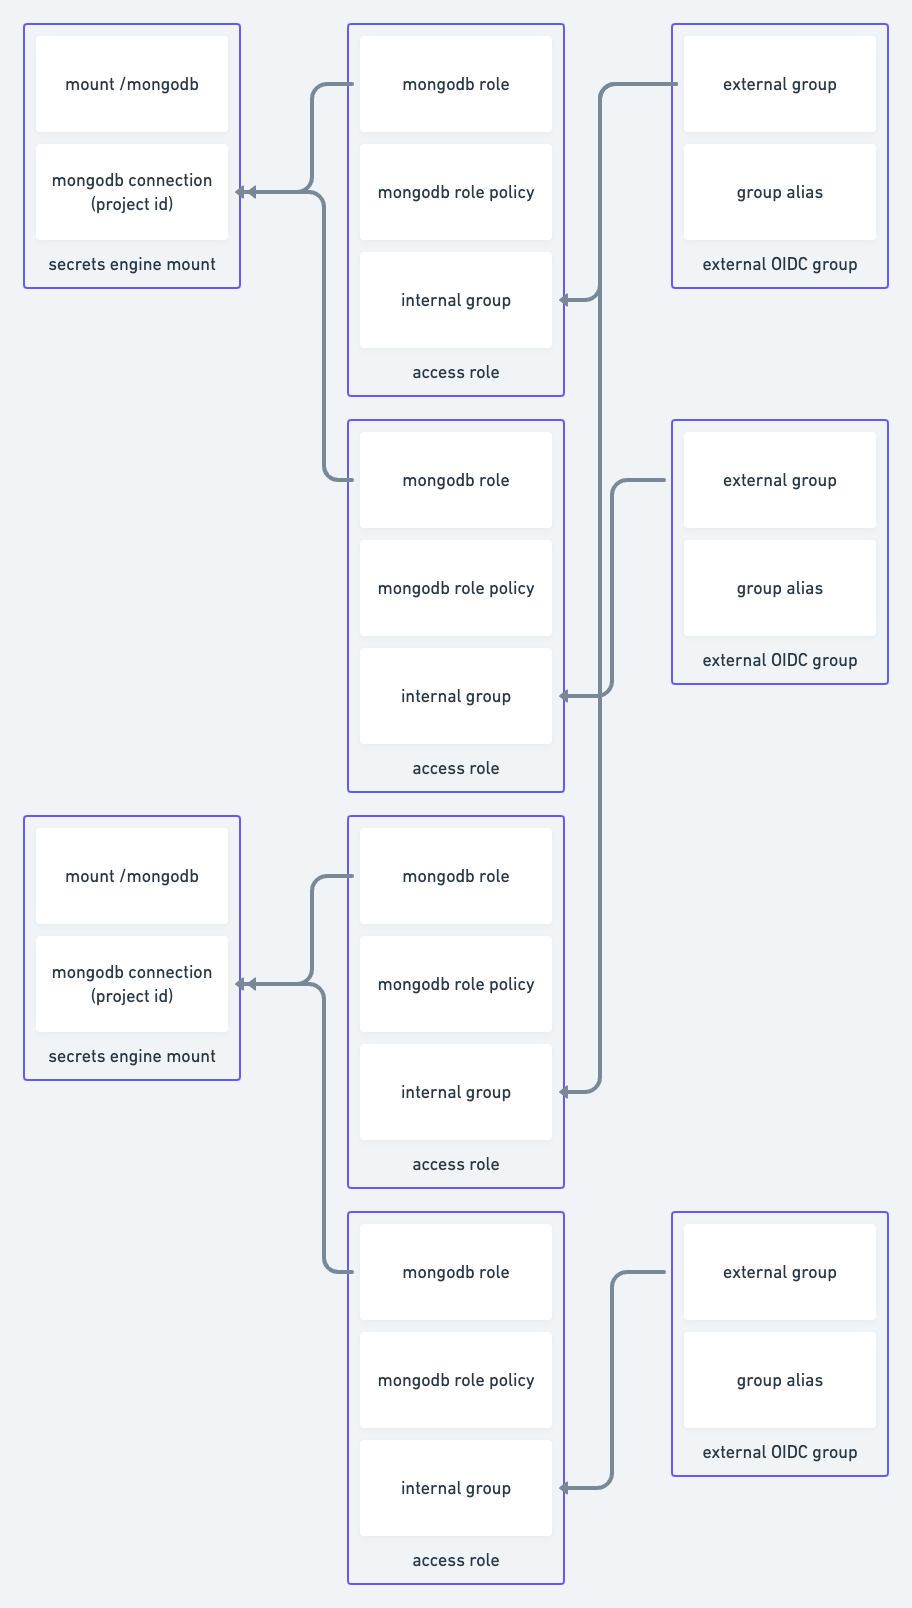 mount /mongodb
mongodb connection
(project id)
secrets engine mount
mongodb role
mongodb role policy
internal group
access role
external group
group alias
external OIDC group
mongodb role
mongodb role policy
internal group
access role
external group
group alias
external OIDC group
mount /mongodb
mongodb connection
(project id)
secrets engine mount
mongodb role
mongodb role policy
internal group
access role
mongodb role
mongodb role policy
internal group
access role
external group
group alias
external OIDC group